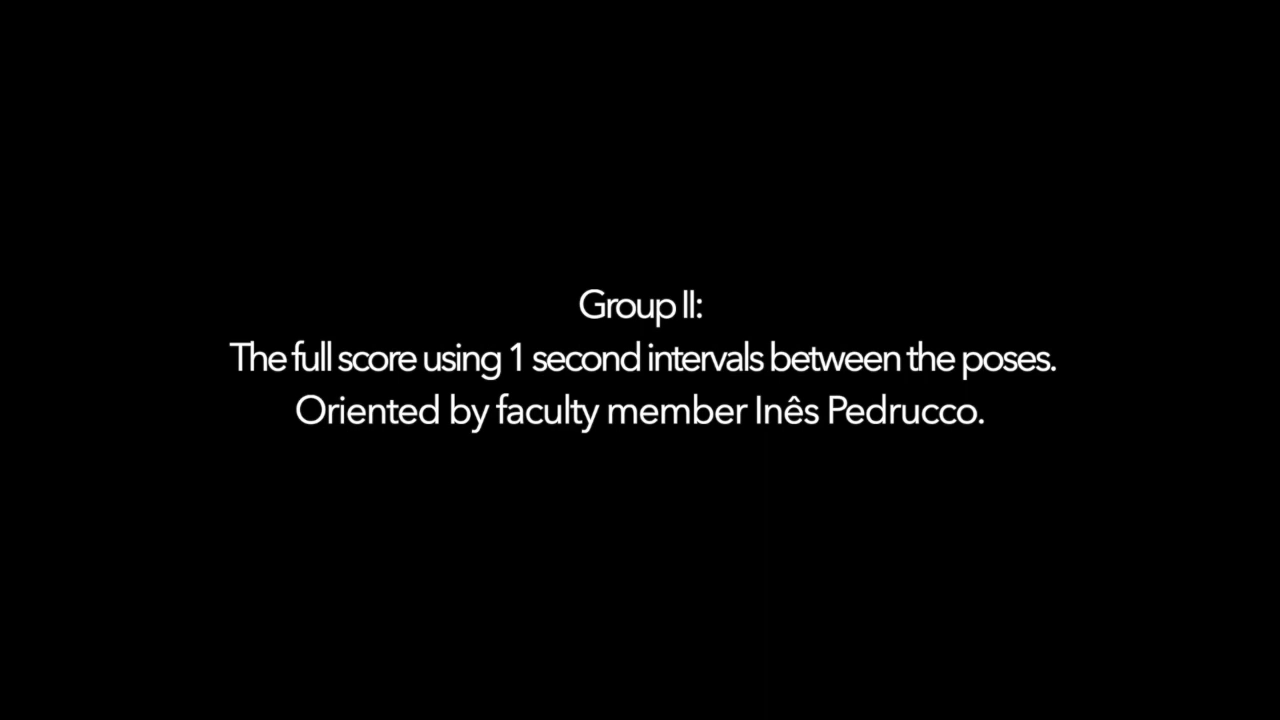 Group II:
The full score using 1 second intervals between the poses.
Oriented by faculty member Inês Pedrucco.